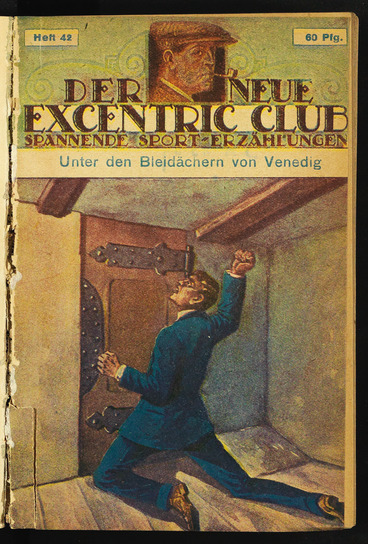 Heft 42
60 Pfg.
DER NEUE
EXCENTRIC CLUB
SPANNENDE SPORT-ERZÄHLUNGEN
Unter den Bleidächern von Venedig